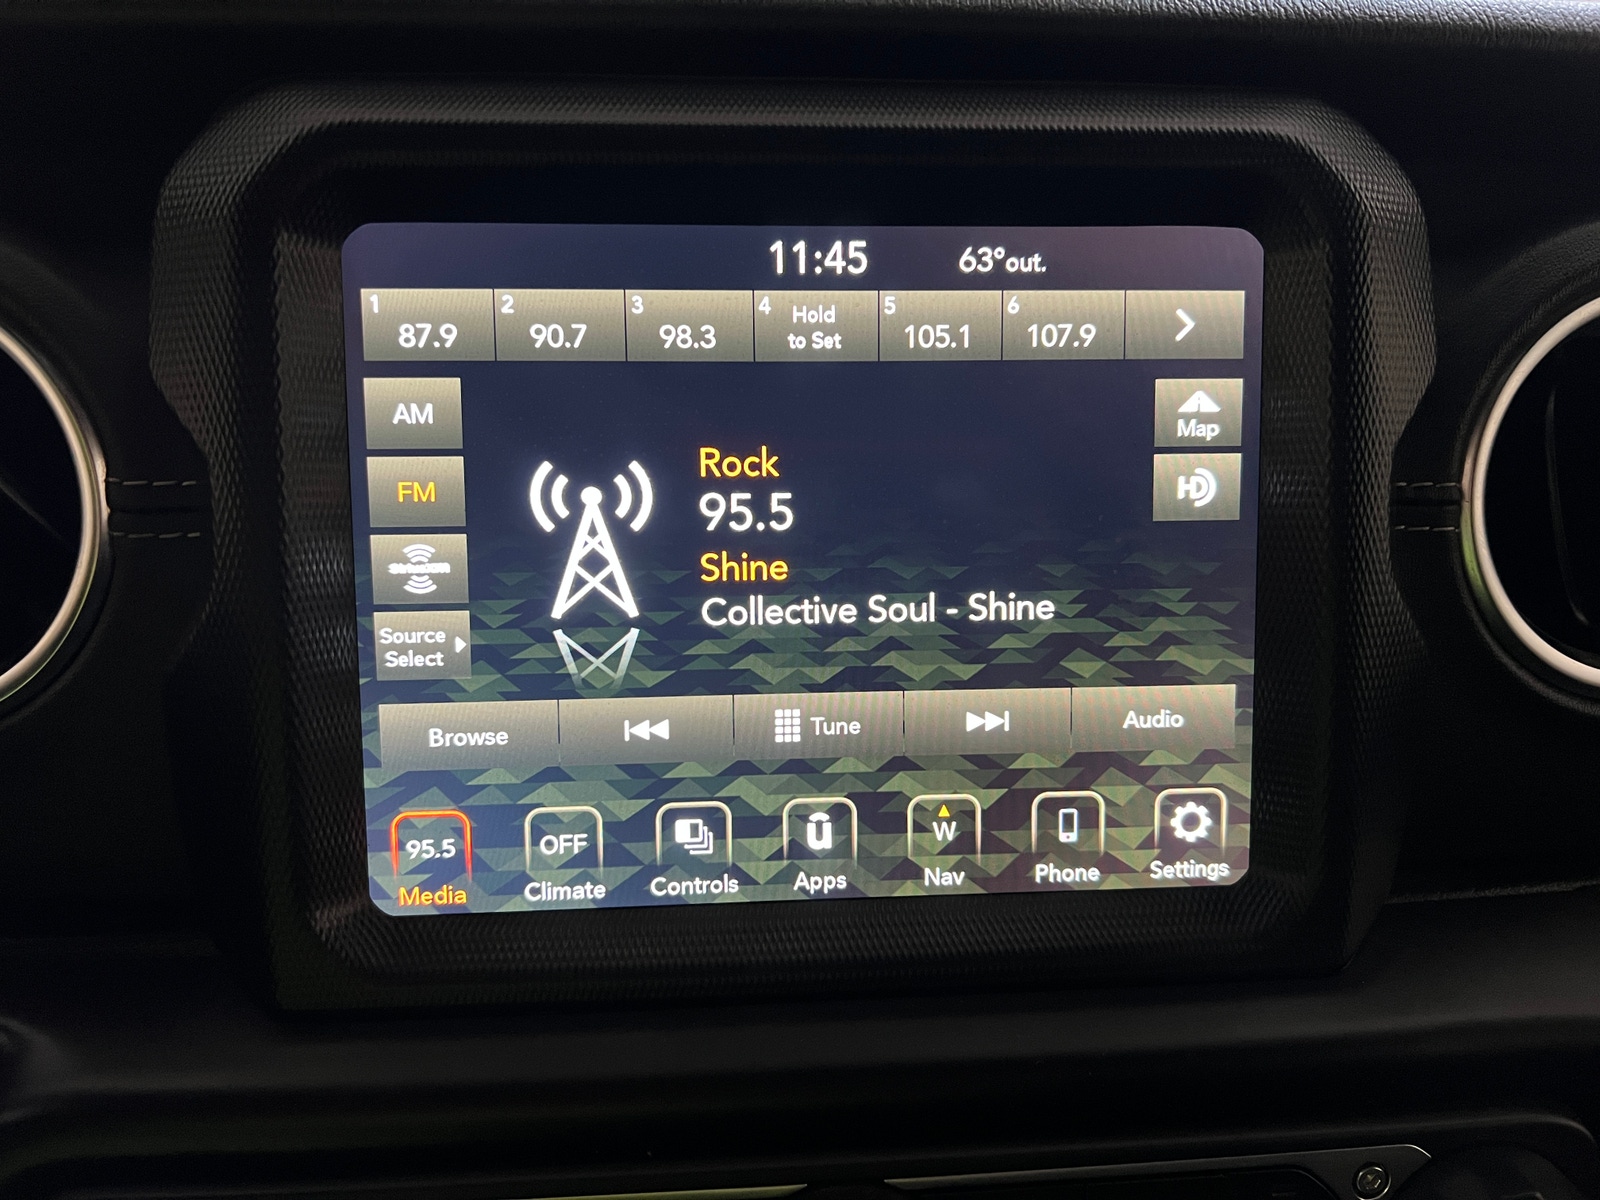 11:45 63°out.
1 87.9 2 90.7 3 98.3 4 Hold to Set 5 105.1 6 107.9
AM
Map
FM
HD
SiriusXM
Source
Select
Rock
95.5
Shine
Collective Soul - Shine
Browse Tune Audio
95.5 OFF W
Media Climate Controls Apps Nav Phone Settings